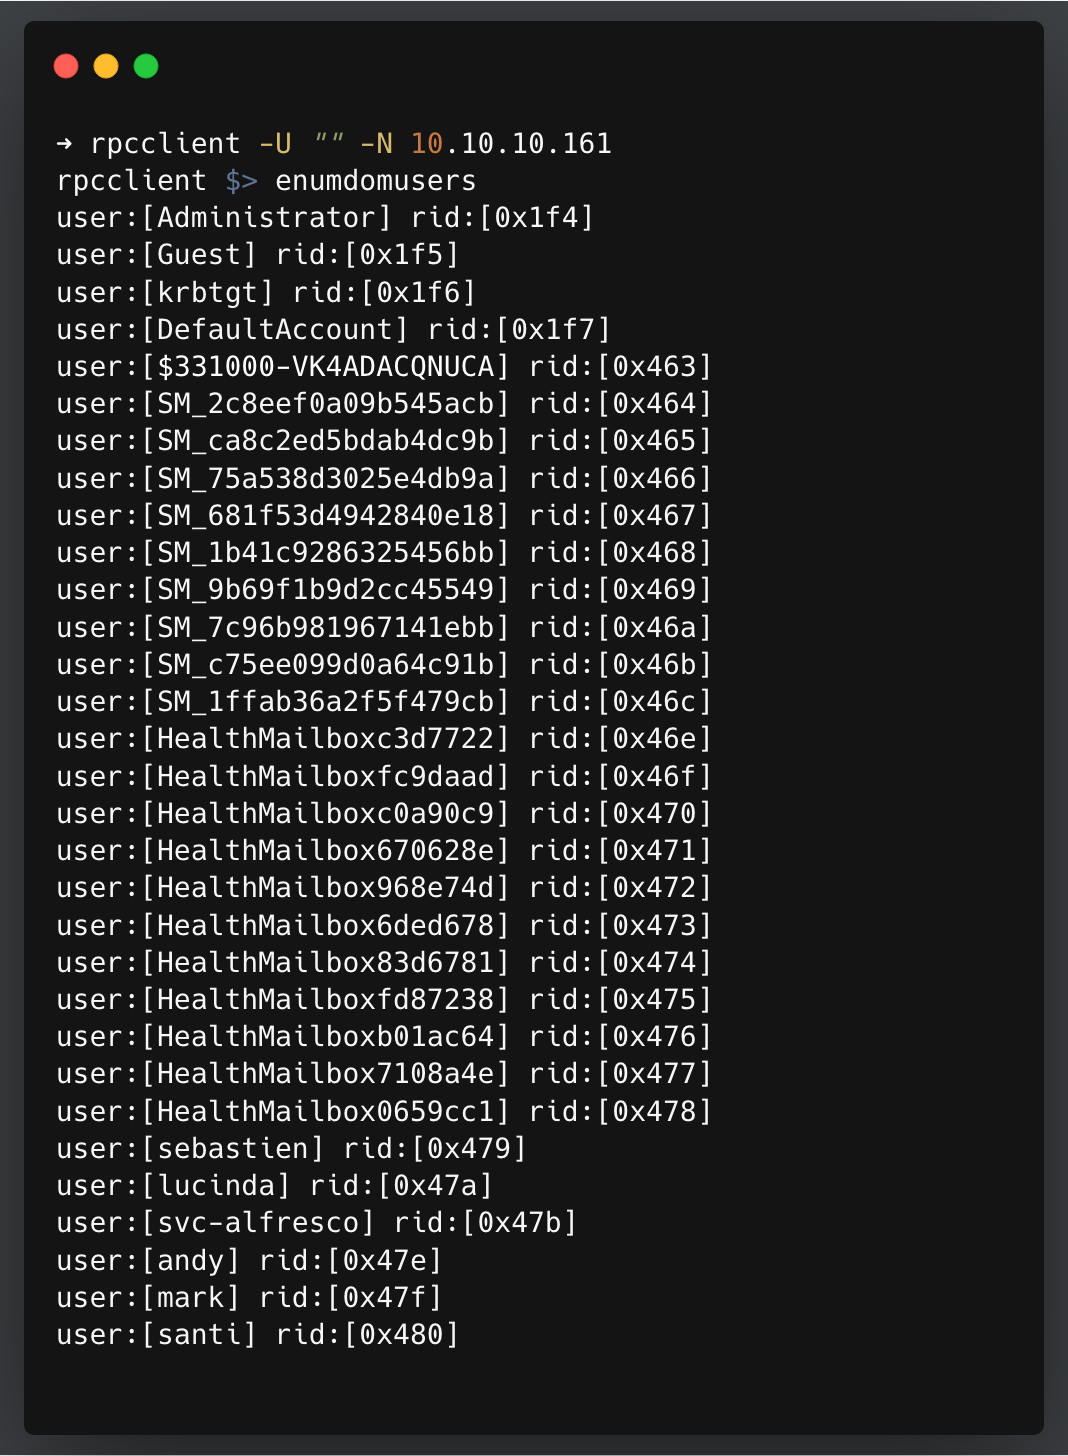 ➜ rpcclient -U "" -N 10.10.10.161
rpcclient $> enumdomusers
user:[Administrator] rid:[0x1f4]
user:[Guest] rid:[0x1f5]
user:[krbtgt] rid:[0x1f6]
user:[DefaultAccount] rid:[0x1f7]
user:[$331000-VK4ADACQNUCA] rid:[0x463]
user:[SM_2c8eef0a09b545acb] rid:[0x464]
user:[SM_ca8c2ed5bdab4dc9b] rid:[0x465]
user:[SM_75a538d3025e4db9a] rid:[0x466]
user:[SM_681f53d4942840e18] rid:[0x467]
user:[SM_1b41c9286325456bb] rid:[0x468]
user:[SM_9b69f1b9d2cc45549] rid:[0x469]
user:[SM_7c96b981967141ebb] rid:[0x46a]
user:[SM_c75ee099d0a64c91b] rid:[0x46b]
user:[SM_1ffab36a2f5f479cb] rid:[0x46c]
user:[HealthMailboxc3d7722] rid:[0x46e]
user:[HealthMailboxfc9daad] rid:[0x46f]
user:[HealthMailboxc0a90c9] rid:[0x470]
user:[HealthMailbox670628e] rid:[0x471]
user:[HealthMailbox968e74d] rid:[0x472]
user:[HealthMailbox6ded678] rid:[0x473]
user:[HealthMailbox83d6781] rid:[0x474]
user:[HealthMailboxfd87238] rid:[0x475]
user:[HealthMailboxb01ac64] rid:[0x476]
user:[HealthMailbox7108a4e] rid:[0x477]
user:[HealthMailbox0659cc1] rid:[0x478]
user:[sebastien] rid:[0x479]
user:[lucinda] rid:[0x47a]
user:[svc-alfresco] rid:[0x47b]
user:[andy] rid:[0x47e]
user:[mark] rid:[0x47f]
user:[santi] rid:[0x480]